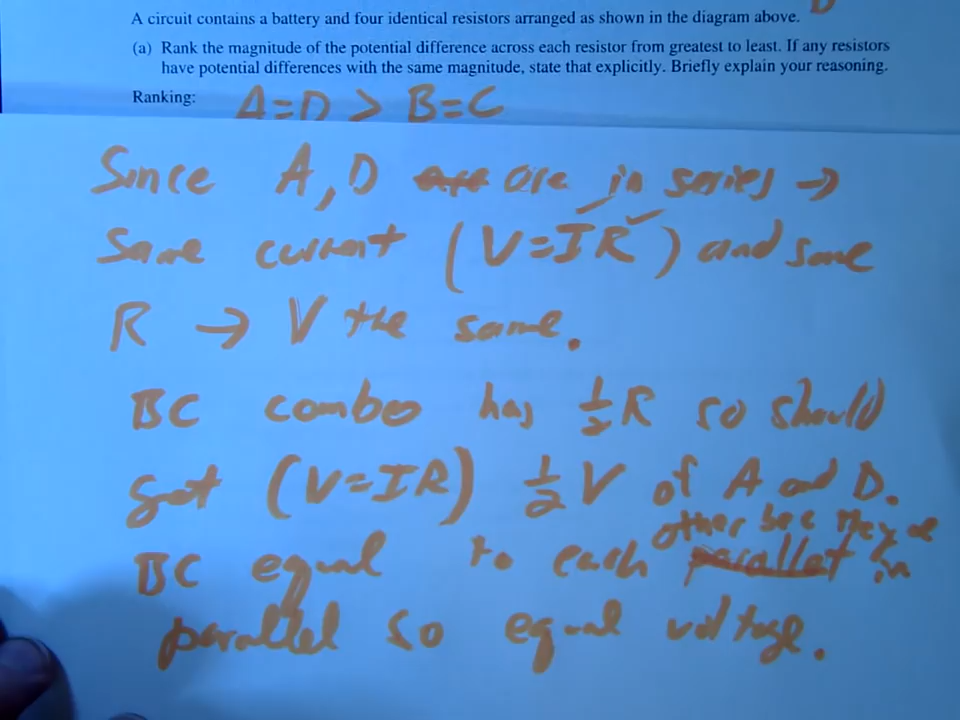 D
A circuit contains a battery and four identical resistors arranged as shown in the diagram above.
(a) Rank the magnitude of the potential difference across each resistor from greatest to least. If any resistors
have potential differences with the same magnitude, state that explicitly. Briefly explain your reasoning.
Ranking: A=D > B=C
Since A,D are are in series →
same current (V=IR) and same
R → V the same.
BC combo has 1/2 R so should
get (V=IR) 1/2 V of A and D.
BC equal to each other bec they're in
parallel so equal voltage.